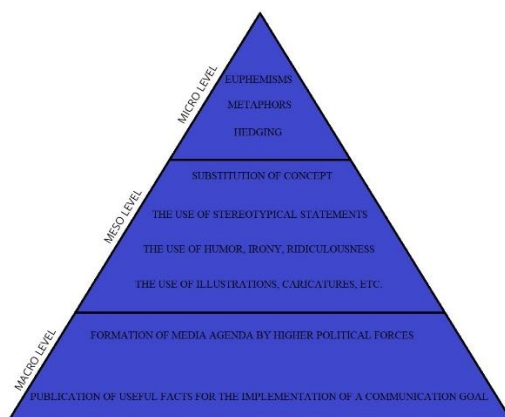 MICRO LEVEL
EUPHEMISMS
METAPHORS
HEDGING
MESO LEVEL
SUBSTITUTION OF CONCEPT
THE USE OF STEREOTYPICAL STATEMENTS
THE USE OF HUMOR, IRONY, RIDICULOUSNESS
THE USE OF ILLUSTRATIONS, CARICATURES, ETC.
MACRO LEVEL
FORMATION OF MEDIA AGENDA BY HIGHER POLITICAL FORCES
PUBLICATION OF USEFUL FACTS FOR THE IMPLEMENTATION OF A COMMUNICATION GOAL